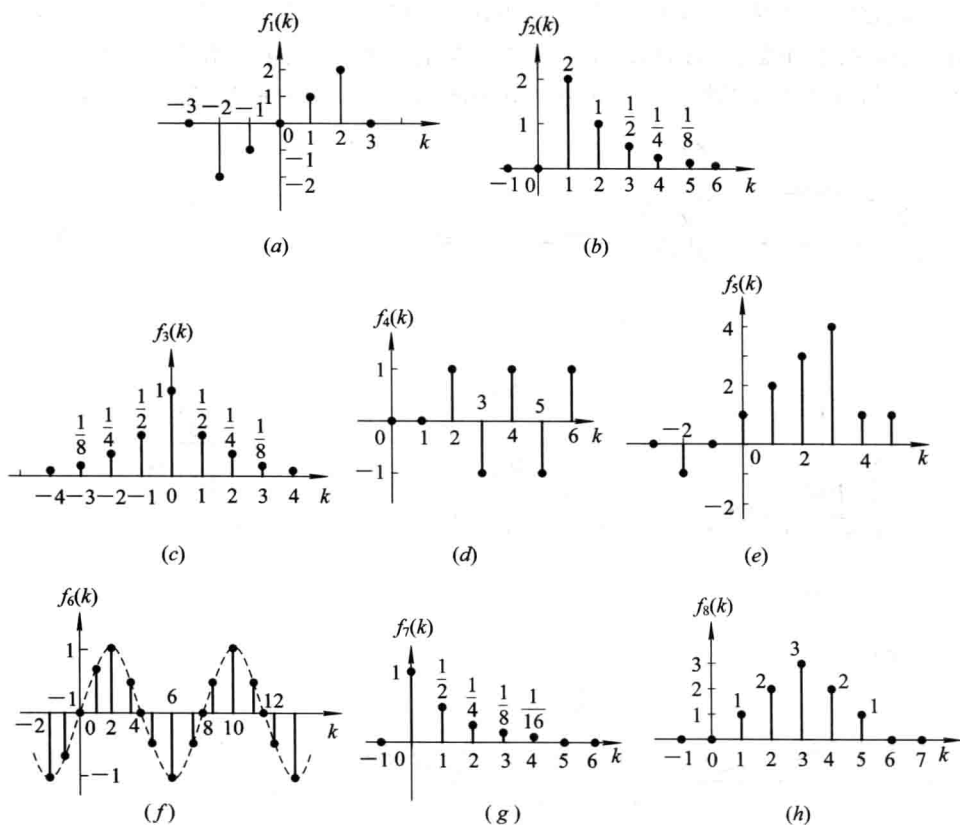 f₁(k)
2
1
−3 −2 −1
0 1 2 3 k
−1
−2
(a)
f₂(k)
2
1
2
1
1/2
1/4
1/8
−1 0 1 2 3 4 5 6 k
(b)
f₃(k)
1
1/8 1/4 1/2 1/2 1/4 1/8
−4 −3 −2 −1 0 1 2 3 4 k
(c)
f₄(k)
1
3 5
0 1 2 4 6 k
−1
(d)
f₅(k)
4
2
−2
0 2 4 k
−2
(e)
f₆(k)
1
−1 6 12
−2 0 2 4 8 10 k
−1
(f)
f₇(k)
1
1/2
1/4
1/8
1/16
−1 0 1 2 3 4 5 6 k
(g)
f₈(k)
3
2
1
1 2 3 2 1
−1 0 1 2 3 4 5 6 7 k
(h)